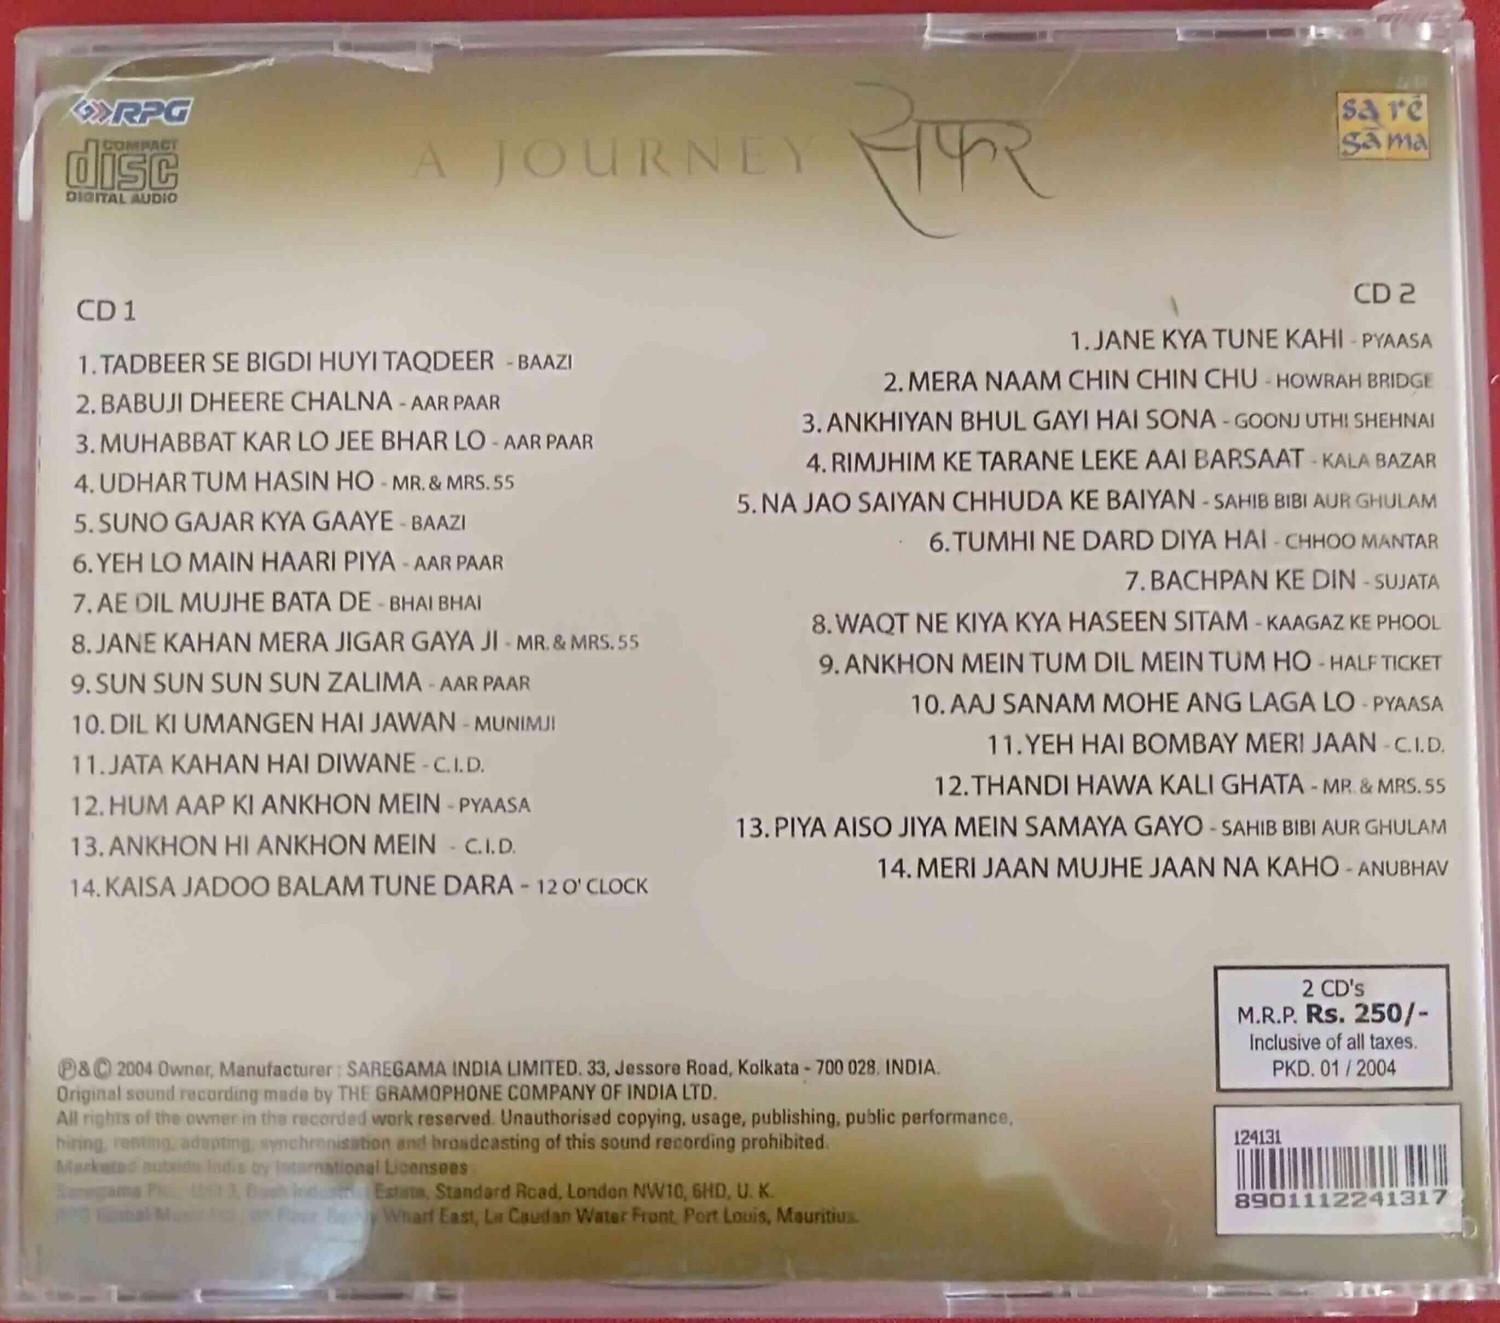 RPG
COMPACT
disc
DIGITAL AUDIO
A JOURNEY सफर
sa rē
gāma
CD 1
1. TADBEER SE BIGDI HUYI TAQDEER - BAAZI
2. BABUJI DHEERE CHALNA - AAR PAAR
3. MUHABBAT KAR LO JEE BHAR LO - AAR PAAR
4. UDHAR TUM HASIN HO - MR. & MRS. 55
5. SUNO GAJAR KYA GAAYE - BAAZI
6. YEH LO MAIN HAARI PIYA - AAR PAAR
7. AE DIL MUJHE BATA DE - BHAI BHAI
8. JANE KAHAN MERA JIGAR GAYA JI - MR. & MRS. 55
9. SUN SUN SUN SUN ZALIMA - AAR PAAR
10. DIL KI UMANGEN HAI JAWAN - MUNIMJI
11. JATA KAHAN HAI DIWANE - C.I.D.
12. HUM AAP KI ANKHON MEIN - PYAASA
13. ANKHON HI ANKHON MEIN - C.I.D.
14. KAISA JADOO BALAM TUNE DARA - 12 O' CLOCK
CD 2
1. JANE KYA TUNE KAHI - PYAASA
2. MERA NAAM CHIN CHIN CHU - HOWRAH BRIDGE
3. ANKHIYAN BHUL GAYI HAI SONA - GOONJ UTHI SHEHNAI
4. RIMJHIM KE TARANE LEKE AAI BARSAAT - KALA BAZAR
5. NA JAO SAIYAN CHHUDA KE BAIYAN - SAHIB BIBI AUR GHULAM
6. TUMHI NE DARD DIYA HAI - CHHOO MANTAR
7. BACHPAN KE DIN - SUJATA
8. WAQT NE KIYA KYA HASEEN SITAM - KAAGAZ KE PHOOL
9. ANKHON MEIN TUM DIL MEIN TUM HO - HALF TICKET
10. AAJ SANAM MOHE ANG LAGA LO - PYAASA
11. YEH HAI BOMBAY MERI JAAN - C.I.D.
12. THANDI HAWA KALI GHATA - MR. & MRS. 55
13. PIYA AISO JIYA MEIN SAMAYA GAYO - SAHIB BIBI AUR GHULAM
14. MERI JAAN MUJHE JAAN NA KAHO - ANUBHAV
2 CD's
M.R.P. Rs. 250/-
Inclusive of all taxes.
PKD. 01 / 2004
℗&© 2004 Owner, Manufacturer : SAREGAMA INDIA LIMITED. 33, Jessore Road, Kolkata - 700 028. INDIA.
Original sound recording made by THE GRAMOPHONE COMPANY OF INDIA LTD.
All rights of the owner in the recorded work reserved. Unauthorised copying, usage, publishing, public performance,
hiring, renting, adapting, synchronisation and broadcasting of this sound recording prohibited.
Marketed outside India by International Licensees
Saregama Estate, Standard Road, London NW10, 6HD, U. K.
RPG Global Wharf East, Le Caudan Water Front, Port Louis, Mauritius.
124131
8901112241317